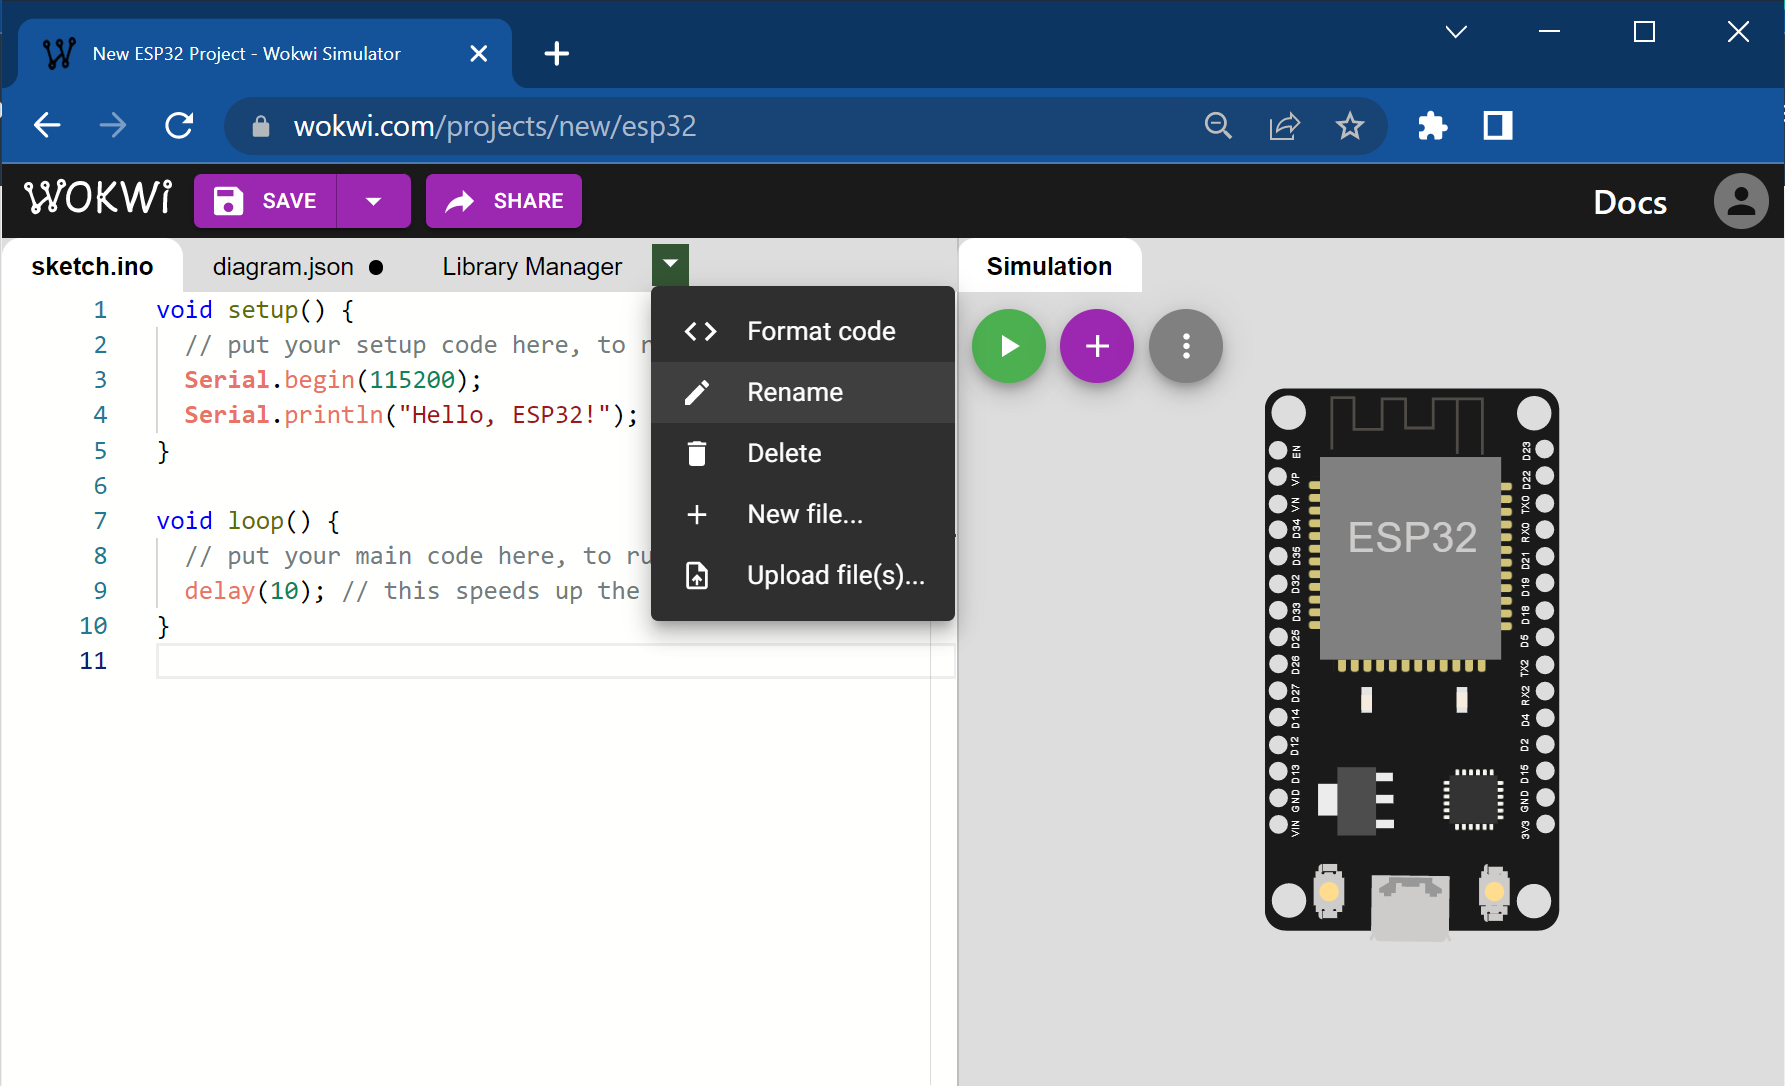 New ESP32 Project - Wokwi Simulator
wokwi.com/projects/new/esp32
WOKWi
SAVE
SHARE
Docs
sketch.ino
diagram.json
Library Manager
Simulation
1 void setup() {
2 // put your setup code here, to r
3 Serial.begin(115200);
4 Serial.println("Hello, ESP32!");
5 }
6
7 void loop() {
8 // put your main code here, to ru
9 delay(10); // this speeds up the
10 }
11
Format code
Rename
Delete
New file...
Upload file(s)...
ESP32
EN
VP
VN
D34
D35
D32
D33
D25
D26
D27
D14
D12
D13
GND
VIN
D23
D22
TX0
RX0
D21
D19
D18
D5
TX2
RX2
D4
D2
D15
GND
3V3